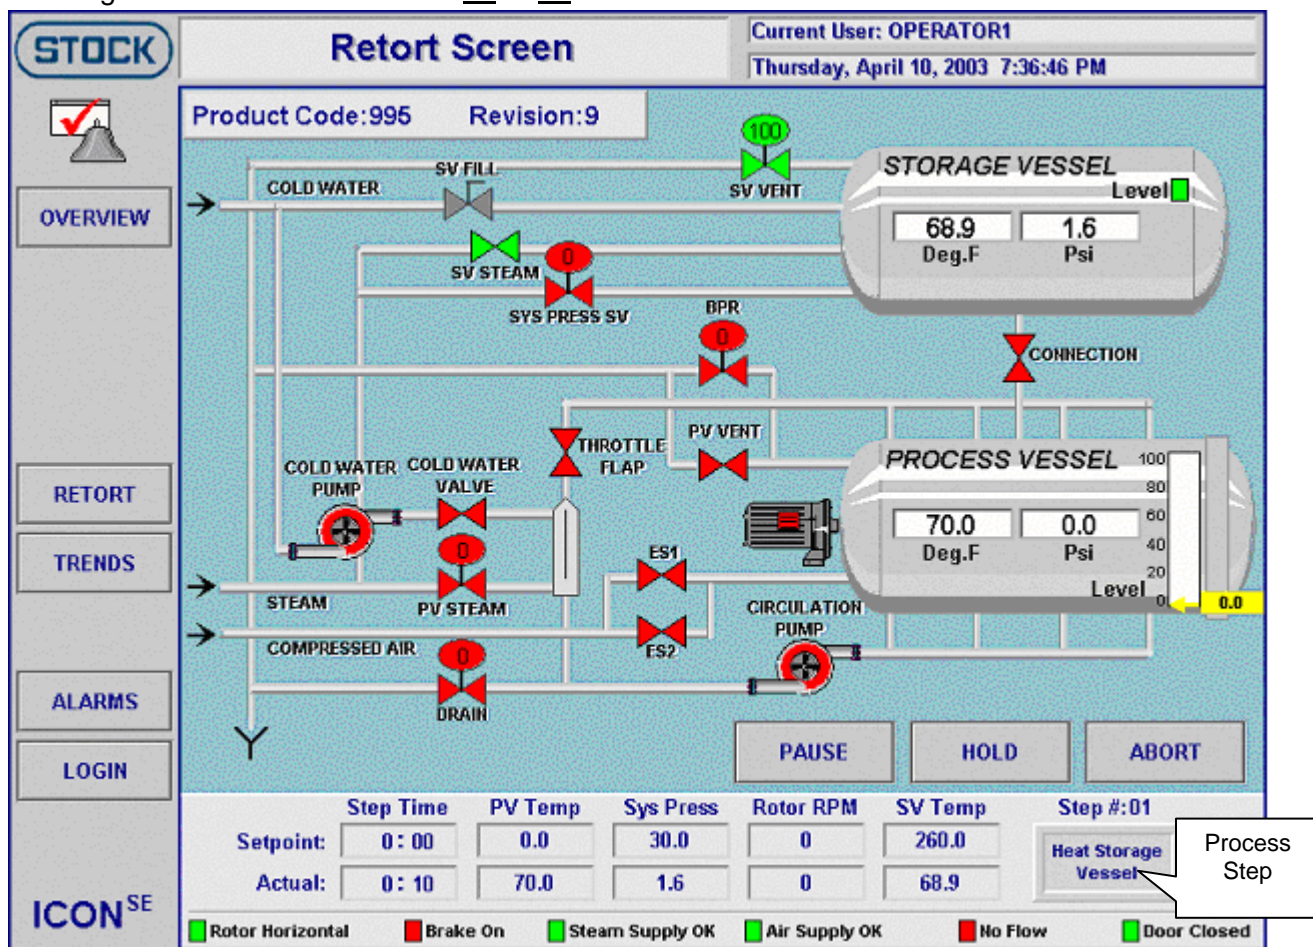 STOCK
Retort Screen
Current User: OPERATOR1
Thursday, April 10, 2003 7:36:46 PM
Product Code:995 Revision:9
100
SV FILL
SV VENT
STORAGE VESSEL
Level
COLD WATER
OVERVIEW
68.9 1.6
Deg.F Psi
SV STEAM
0
SYS PRESS SV
BPR
0
CONNECTION
PV VENT
THROTTLE
FLAP
COLD WATER
PUMP
COLD WATER
VALVE
PROCESS VESSEL
100
80
60
40
20
0
RETORT
70.0 0.0
Deg.F Psi
Level
0.0
TRENDS
0
ES1
STEAM
PV STEAM
CIRCULATION
PUMP
COMPRESSED AIR
ES2
0
DRAIN
ALARMS
LOGIN
PAUSE HOLD ABORT
Step Time PV Temp Sys Press Rotor RPM SV Temp Step #:01
Setpoint: 0: 00 0.0 30.0 0 260.0
Actual: 0: 10 70.0 1.6 0 68.9
Heat Storage
Vessel
Process
Step
ICON SE
Rotor Horizontal Brake On Steam Supply OK Air Supply OK No Flow Door Closed